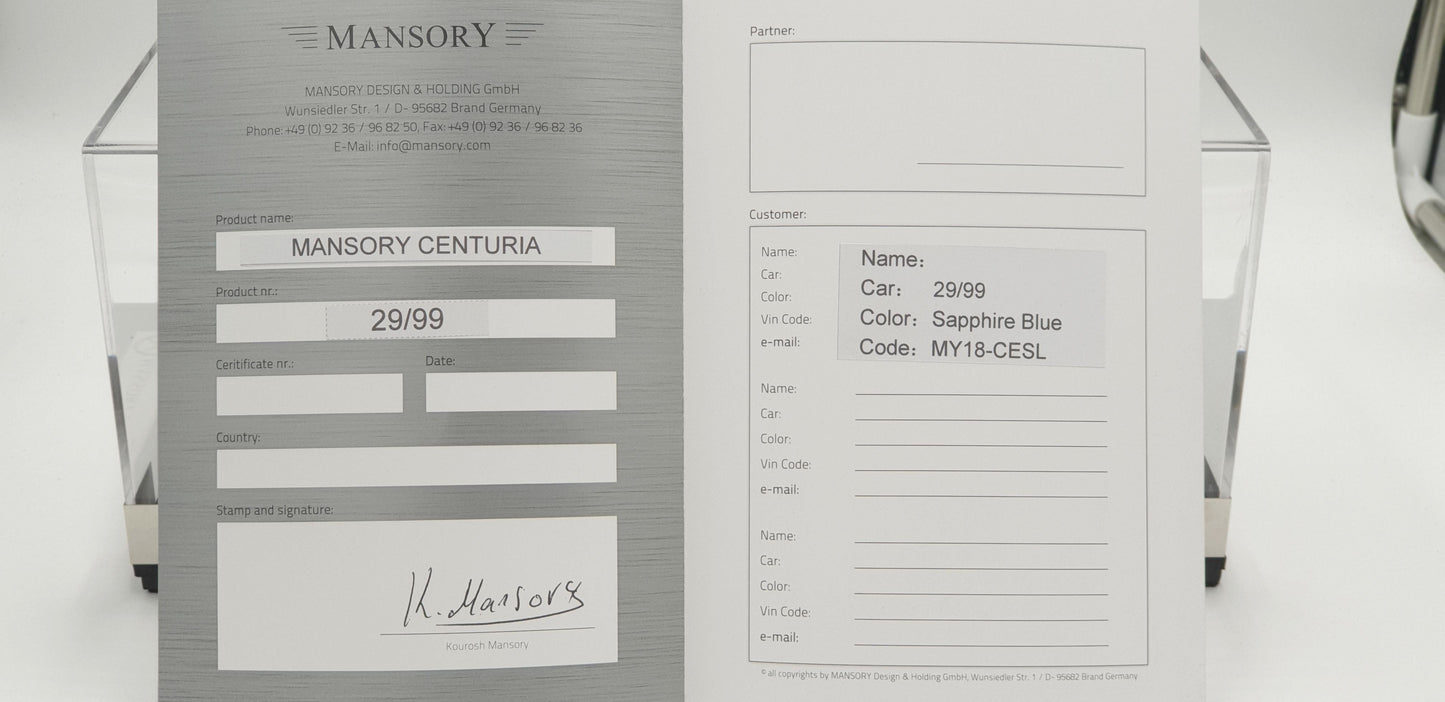 MANSORY
MANSORY DESIGN & HOLDING GmbH
Wunsiedler Str. 1 / D- 95682 Brand Germany
Phone: +49 (0) 92 36 / 96 82 50, Fax: +49 (0) 92 36 / 96 82 36
E-Mail: info@mansory.com
Product name:
MANSORY CENTURIA
Product nr.:
29/99
Ceritificate nr.:
Date:
Country:
Stamp and signature:
K. Mansory
Kourosh Mansory
Partner:
Customer:
Name:
Car:
Color:
Vin Code:
e-mail:
Name:
Car: 29/99
Color: Sapphire Blue
Code: MY18-CESL
Name:
Car:
Color:
Vin Code:
e-mail:
Name:
Car:
Color:
Vin Code:
e-mail:
© all copyrights by MANSORY Design & Holding GmbH, Wunsiedler Str. 1 / D- 95682 Brand Germany